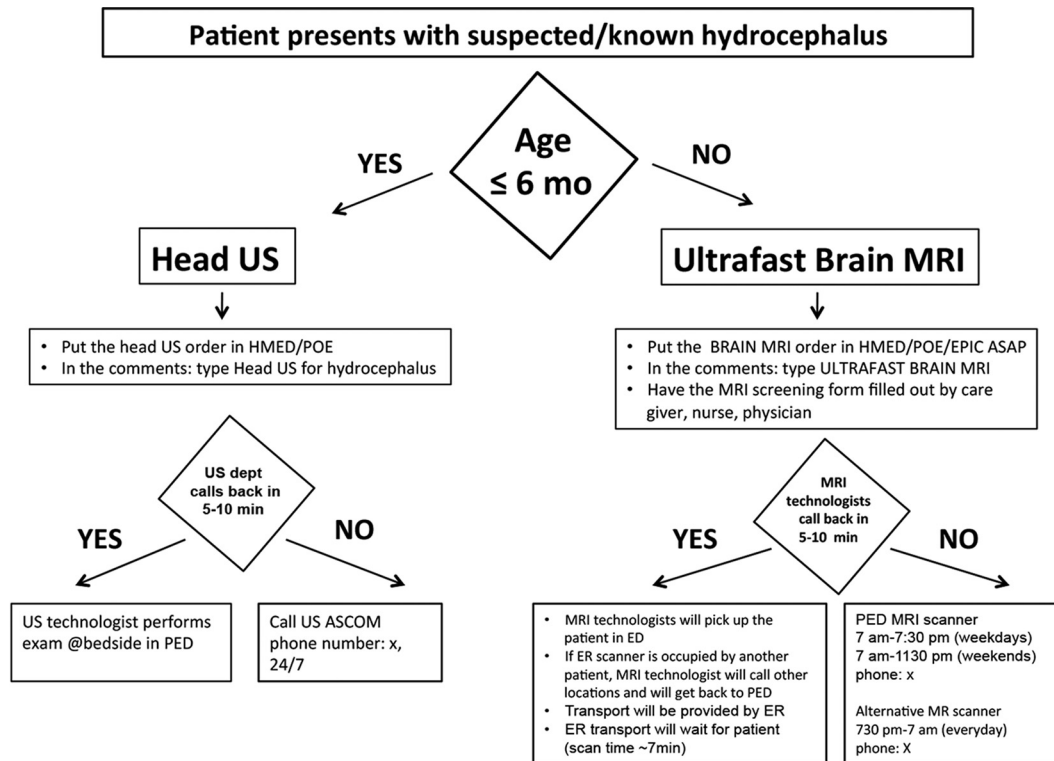 Patient presents with suspected/known hydrocephalus
Age
≤ 6 mo
YES
NO
Head US
Ultrafast Brain MRI
• Put the head US order in HMED/POE
• In the comments: type Head US for hydrocephalus
• Put the  BRAIN MRI order in HMED/POE/EPIC ASAP
• In the comments: type ULTRAFAST BRAIN MRI
• Have the MRI screening form filled out by care
giver, nurse, physician
US dept
calls back in
5-10 min
YES
NO
US technologist performs
exam @bedside in PED
Call US ASCOM
phone number: x,
24/7
MRI
technologists
call back in
5-10  min
YES
NO
• MRI technologists will pick up the
patient in ED
• If ER scanner is occupied by another
patient, MRI technologist will call other
locations and will get back to PED
• Transport will be provided by ER
• ER transport will wait for patient
(scan time ~7min)
PED MRI scanner
7 am-7:30 pm (weekdays)
7 am-1130 pm (weekends)
phone: x
Alternative MR scanner
730 pm-7 am (everyday)
phone: X